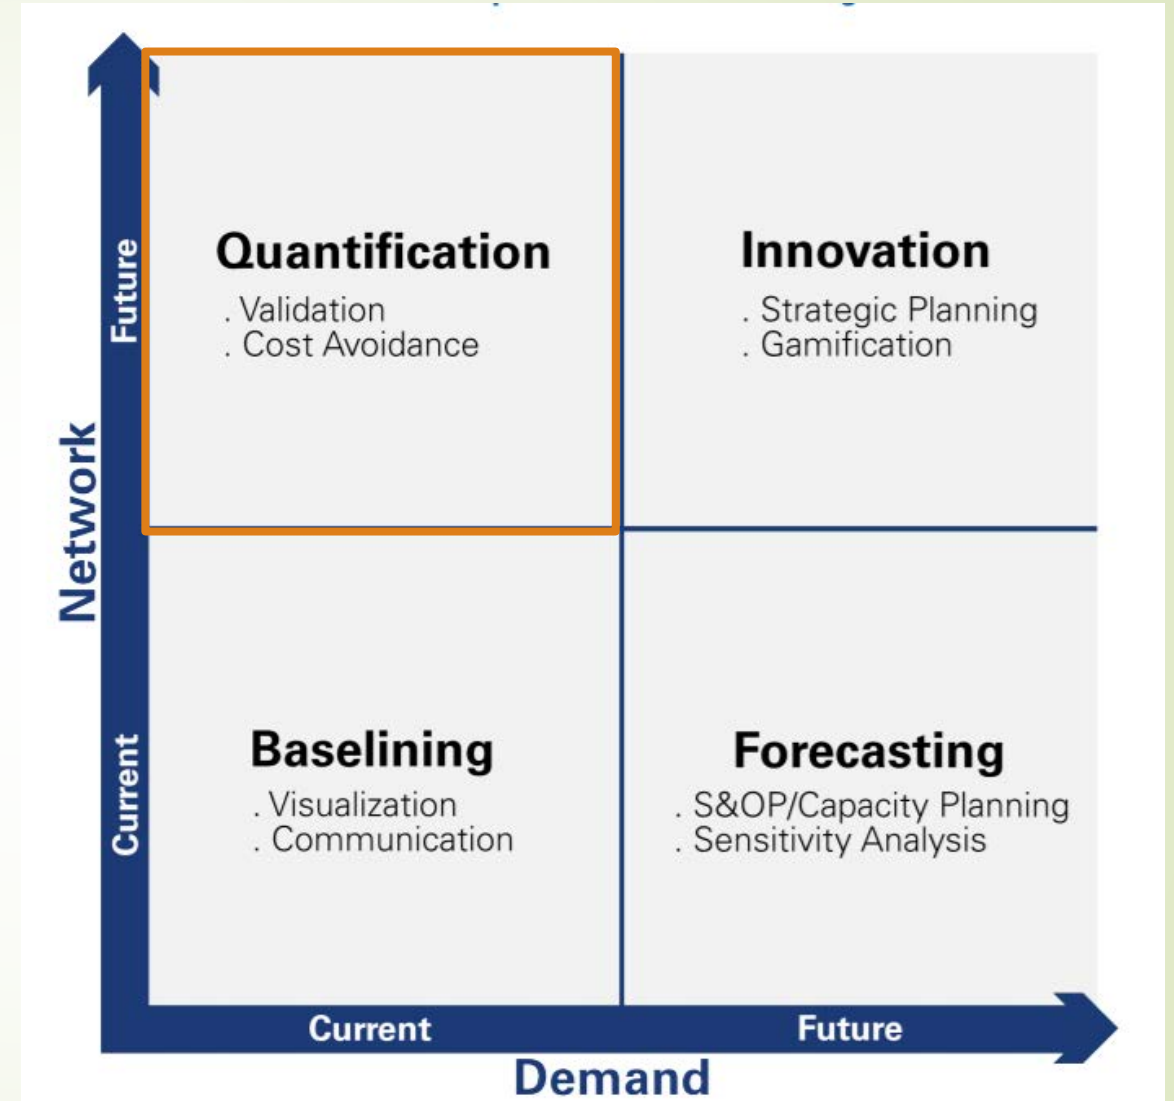 Quantification
. Validation
. Cost Avoidance
Innovation
. Strategic Planning
. Gamification
Future
Network
Baselining
. Visualization
. Communication
Forecasting
. S&OP/Capacity Planning
. Sensitivity Analysis
Current
Current
Future
Demand